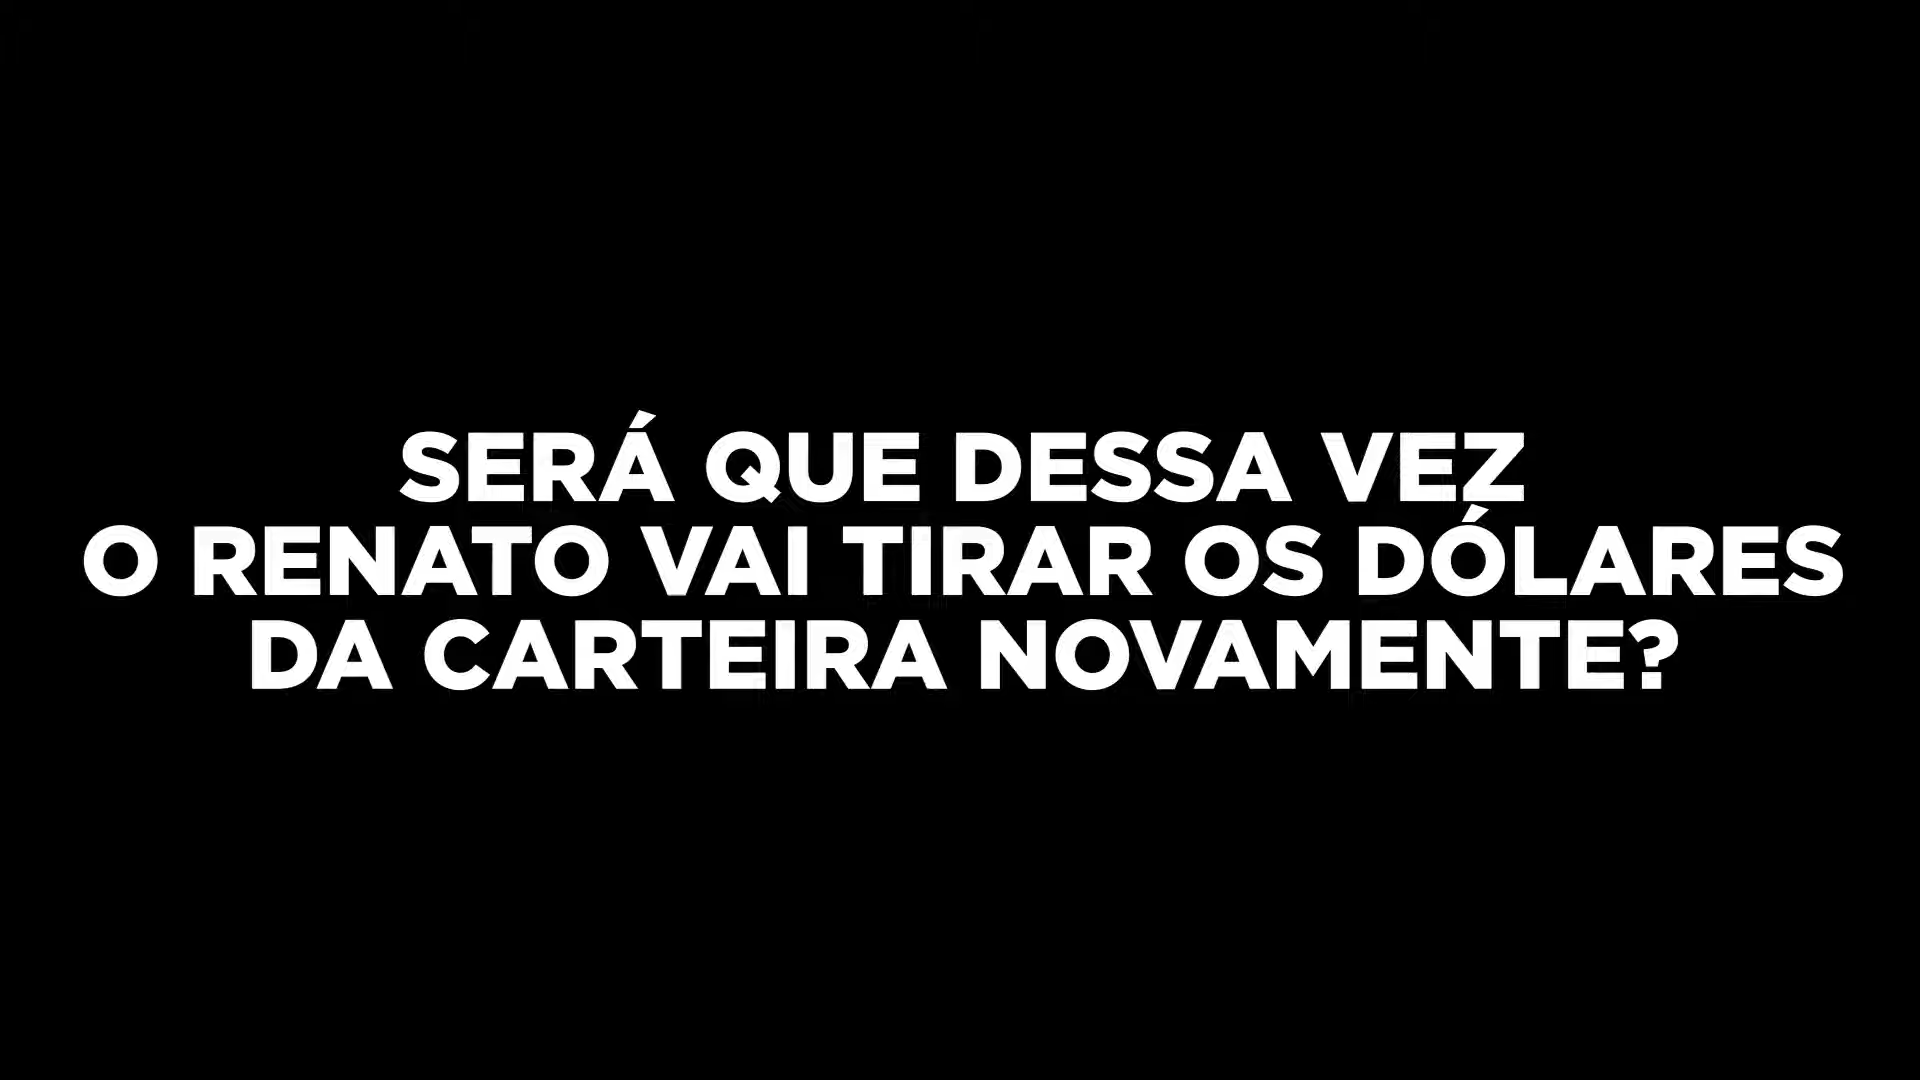 SERÁ QUE DESSA VEZ
O RENATO VAI TIRAR OS DÓLARES
DA CARTEIRA NOVAMENTE?